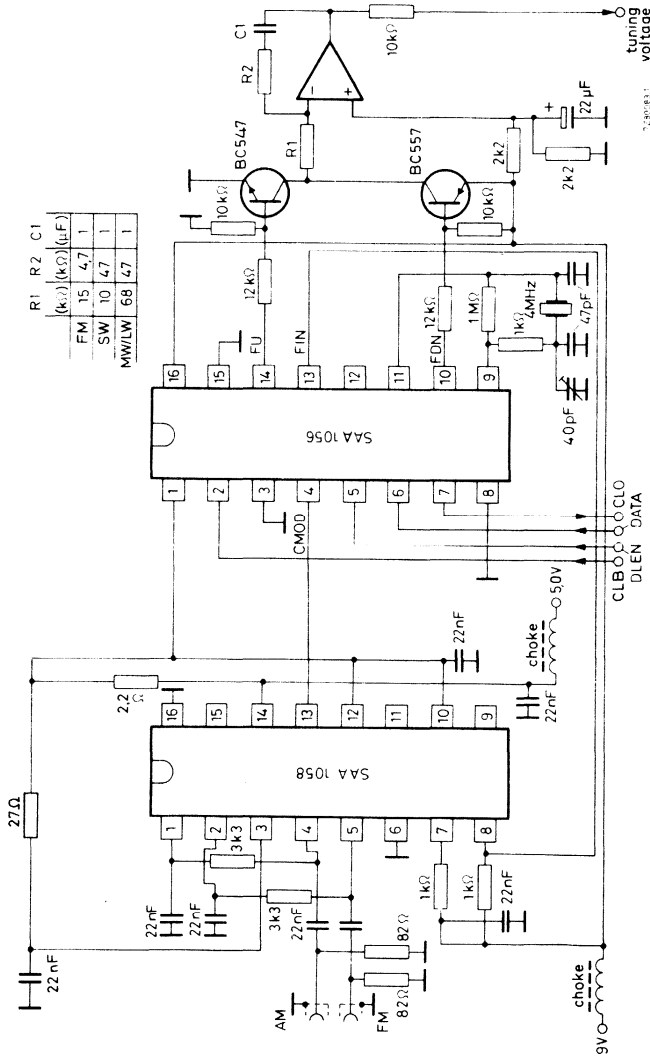 R1 R2 C1
(kΩ) (kΩ) (µF)
FM 15 4,7 1
SW 10 47 1
MW/LW 68 47 1
C1
R2
10kΩ
tuning
voltage
−
+
22 µF
R1
2k2
2k2
BC547
BC557
10kΩ
10kΩ
12kΩ
12kΩ
1MΩ
1kΩ
4MHz
47pF
40pF
FU
FIN
FDN
16
15
14
13
12
11
10
9
SAA 1056
1
2
3
4
5
6
7
8
CMOD
CLB
DLEN
DATA
CLO
5,0V
choke
22nF
22nF
2,2
Ω
27Ω
16
15
14
13
12
11
10
9
SAA 1058
1
2
3
4
5
6
7
8
3k3
3k3
22nF
22nF
22nF
22nF
1kΩ
1kΩ
22nF
82Ω
82Ω
AM
FM
choke
9V